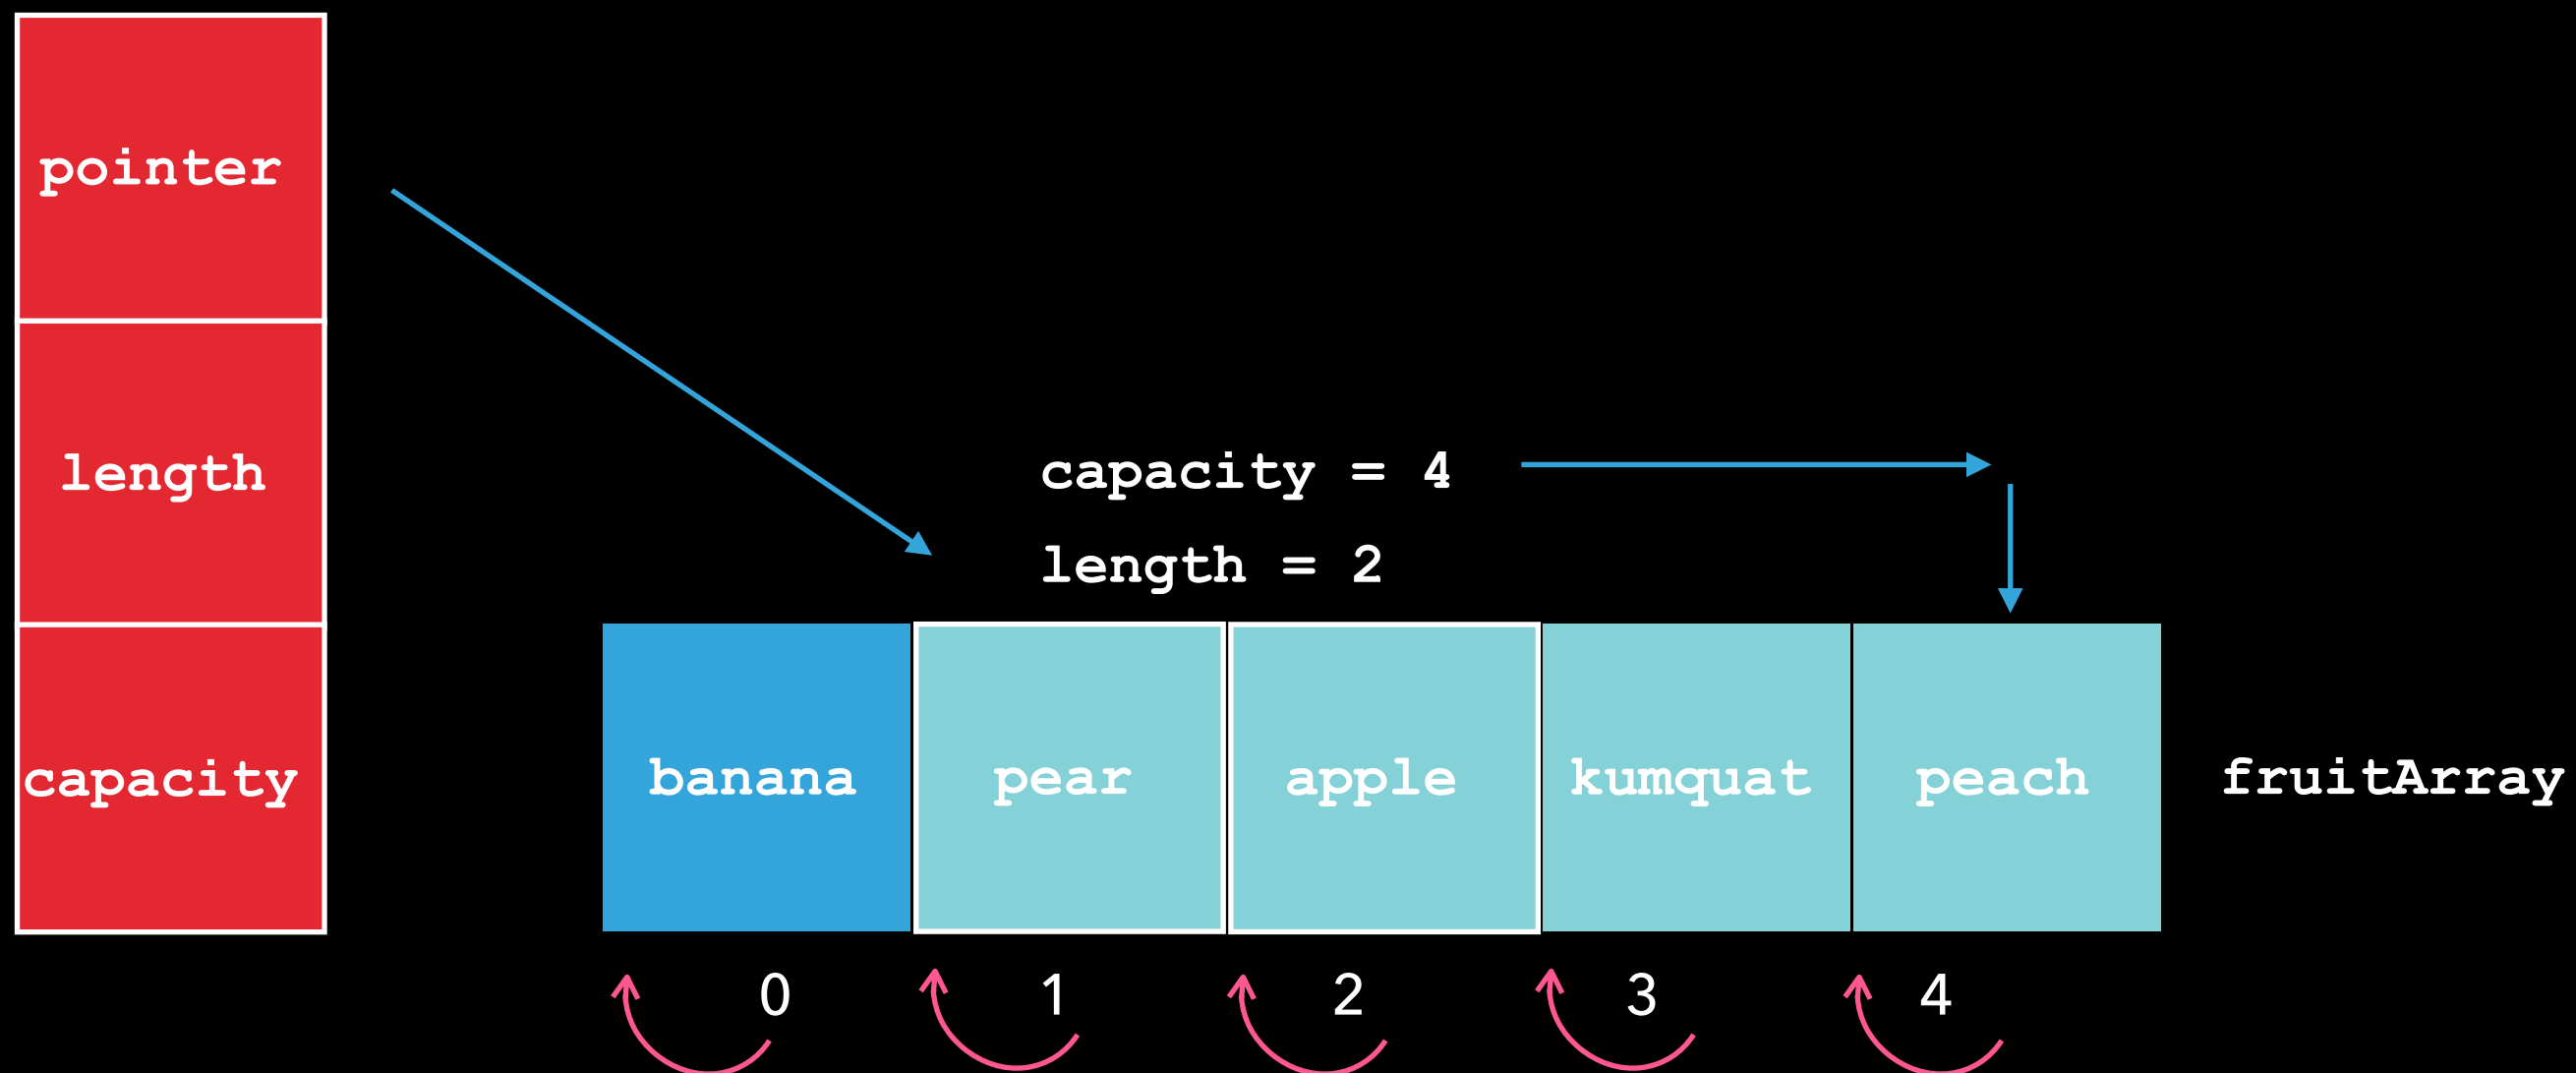 pointer
length
capacity
capacity = 4
length = 2
banana
pear
apple
kumquat
peach
fruitArray
0
1
2
3
4